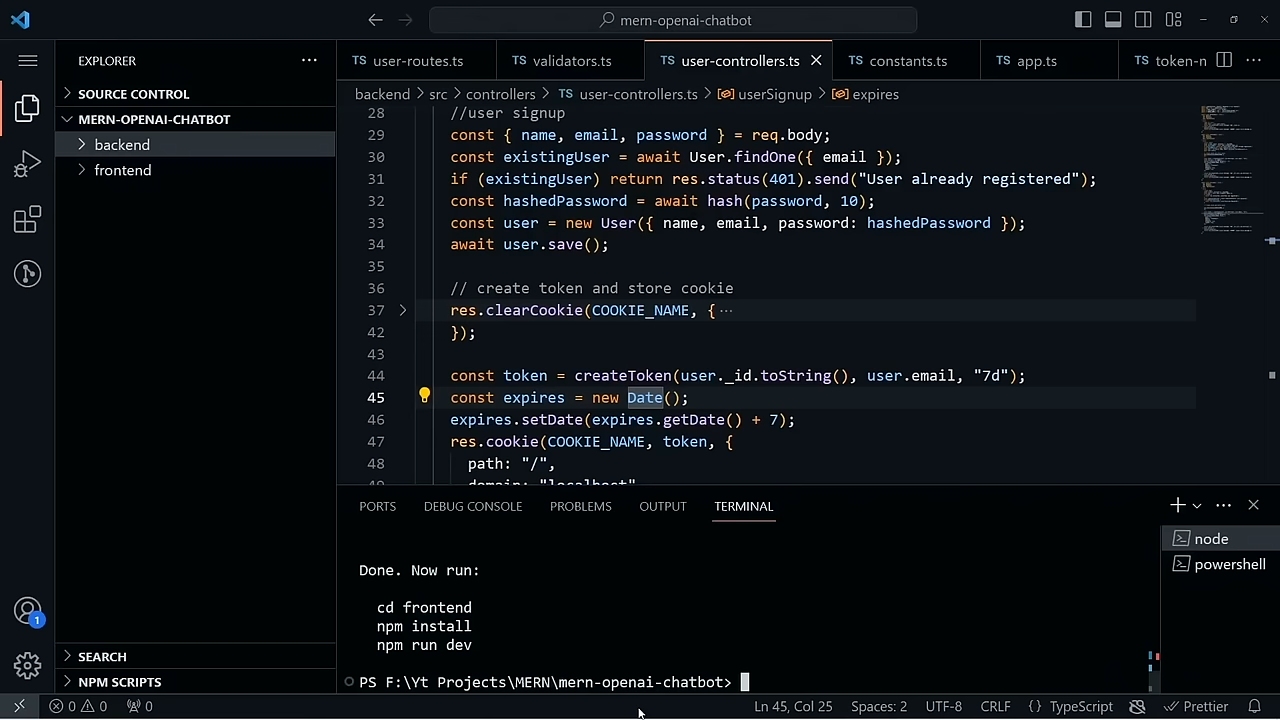 mern-openai-chatbot
EXPLORER
SOURCE CONTROL
MERN-OPENAI-CHATBOT
backend
frontend
SEARCH
NPM SCRIPTS
TS user-routes.ts
TS validators.ts
TS user-controllers.ts
TS constants.ts
TS app.ts
TS token-n
backend > src > controllers > TS user-controllers.ts > userSignup > expires
28 //user signup
29 const { name, email, password } = req.body;
30 const existingUser = await User.findOne({ email });
31 if (existingUser) return res.status(401).send("User already registered");
32 const hashedPassword = await hash(password, 10);
33 const user = new User({ name, email, password: hashedPassword });
34 await user.save();
35
36 // create token and store cookie
37 res.clearCookie(COOKIE_NAME, {···
42 });
43
44 const token = createToken(user._id.toString(), user.email, "7d");
45 const expires = new Date();
46 expires.setDate(expires.getDate() + 7);
47 res.cookie(COOKIE_NAME, token, {
48 path: "/",
49 domain: "localhost"
PORTS DEBUG CONSOLE PROBLEMS OUTPUT TERMINAL
node
powershell
Done. Now run:
cd frontend
npm install
npm run dev
PS F:\Yt Projects\MERN\mern-openai-chatbot>
1
0 0 0 Ln 45, Col 25 Spaces: 2 UTF-8 CRLF {} TypeScript Prettier